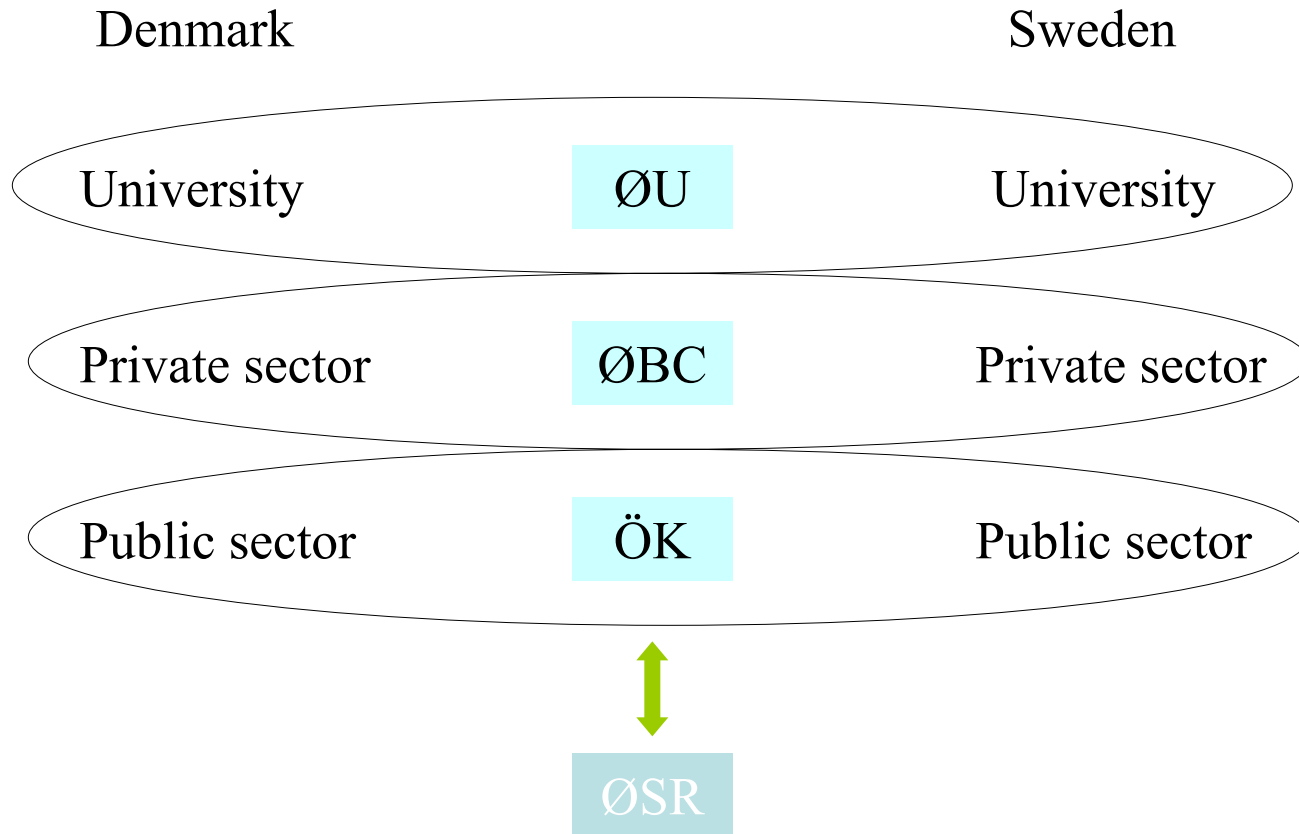 Denmark Sweden
University ØU University
Private sector ØBC Private sector
Public sector ÖK Public sector
ØSR